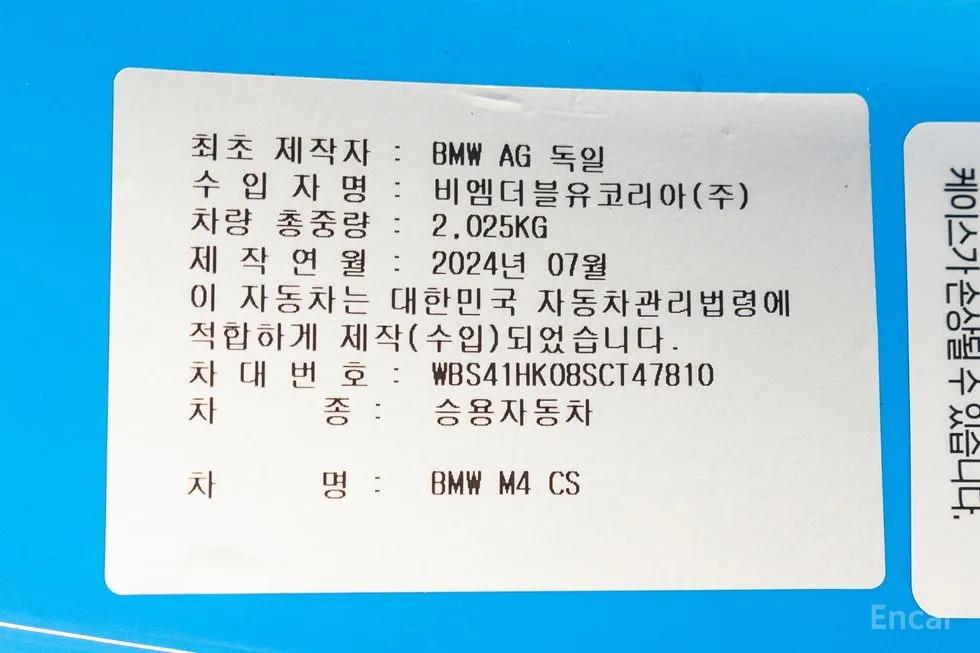 최초 제작자 : BMW AG 독일
수 입 자 명 : 비엠더블유코리아(주)
차량 총중량 : 2,025KG
제 작 연 월 : 2024년 07월
이 자동차는 대한민국 자동차관리법령에
적합하게 제작(수입)되었습니다.
차 대 번 호 : WBS41HK08SCT47810
차 종 : 승용자동차
차 명 : BMW M4 CS
케이스가 손상될 수 있습니다.
Encar